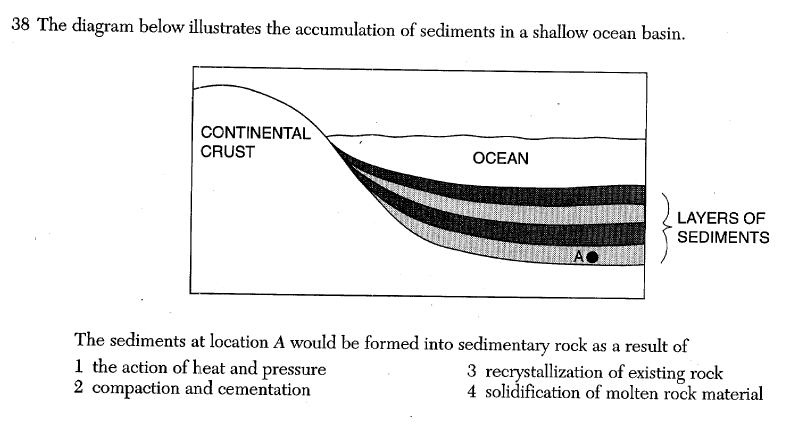 38 The diagram below illustrates the accumulation of sediments in a shallow ocean basin.
CONTINENTAL
CRUST
OCEAN
LAYERS OF
SEDIMENTS
A
The sediments at location A would be formed into sedimentary rock as a result of
1 the action of heat and pressure
2 compaction and cementation
3 recrystallization of existing rock
4 solidification of molten rock material